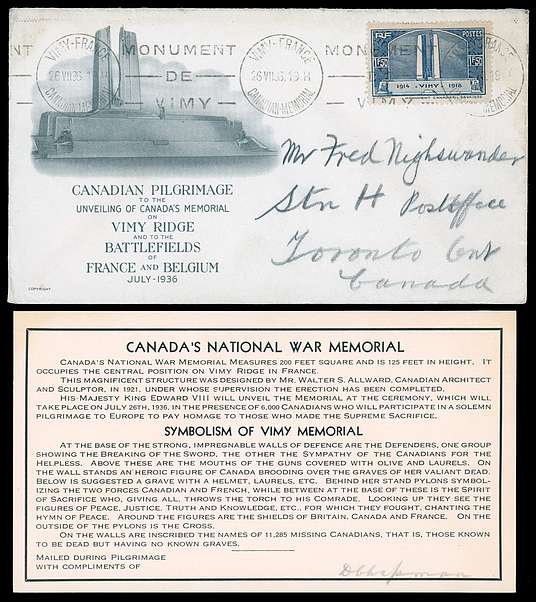 VIMY-FRANCE
26 VII 36. 19 H
CANADIAN-MEMORIAL
MONUMENT
DE
VIMY
VIMY-FRANCE
26 VII 36. 19 H
CANADIAN-MEMORIAL
RF POSTES
1F50 1F50
1914 VIMY 1918
CANADIAN PILGRIMAGE
TO THE
UNVEILING OF CANADA'S MEMORIAL
ON
VIMY RIDGE
AND TO THE
BATTLEFIELDS
OF
FRANCE AND BELGIUM
JULY-1936
COPYRIGHT
Mr Fred Nighswander
Stn H Postoffice
Toronto Ont
Canada
CANADA'S NATIONAL WAR MEMORIAL
CANADA'S NATIONAL WAR MEMORIAL MEASURES 200 FEET SQUARE AND IS 125 FEET IN HEIGHT. IT
OCCUPIES THE CENTRAL POSITION ON VIMY RIDGE IN FRANCE.
THIS MAGNIFICENT STRUCTURE WAS DESIGNED BY MR. WALTER S. ALLWARD, CANADIAN ARCHITECT
AND SCULPTOR, IN 1921, UNDER WHOSE SUPERVISION THE ERECTION HAS BEEN COMPLETED.
HIS MAJESTY KING EDWARD VIII WILL UNVEIL THE MEMORIAL AT THE CEREMONY, WHICH WILL
TAKE PLACE ON JULY 26TH, 1936, IN THE PRESENCE OF 6,000 CANADIANS WHO WILL PARTICIPATE IN A SOLEMN
PILGRIMAGE TO EUROPE TO PAY HOMAGE TO THOSE WHO MADE THE SUPREME SACRIFICE.
SYMBOLISM OF VIMY MEMORIAL
AT THE BASE OF THE STRONG, IMPREGNABLE WALLS OF DEFENCE ARE THE DEFENDERS, ONE GROUP
SHOWING THE BREAKING OF THE SWORD, THE OTHER THE SYMPATHY OF THE CANADIANS FOR THE
HELPLESS. ABOVE THESE ARE THE MOUTHS OF THE GUNS COVERED WITH OLIVE AND LAURELS. ON
THE WALL STANDS AN HEROIC FIGURE OF CANADA BROODING OVER THE GRAVES OF HER VALIANT DEAD.
BELOW IS SUGGESTED A GRAVE WITH A HELMET, LAURELS, ETC. BEHIND HER STAND PYLONS SYMBOL-
IZING THE TWO FORCES CANADIAN AND FRENCH, WHILE BETWEEN AT THE BASE OF THESE IS THE SPIRIT
OF SACRIFICE WHO, GIVING ALL, THROWS THE TORCH TO HIS COMRADE. LOOKING UP THEY SEE THE
FIGURES OF PEACE, JUSTICE, TRUTH AND KNOWLEDGE, ETC., FOR WHICH THEY FOUGHT, CHANTING THE
HYMN OF PEACE. AROUND THE FIGURES ARE THE SHIELDS OF BRITAIN, CANADA AND FRANCE. ON THE
OUTSIDE OF THE PYLONS IS THE CROSS.
ON THE WALLS IS INSCRIBED THE NAMES OF 11,285 MISSING CANADIANS, THAT IS, THOSE KNOWN
TO BE DEAD BUT HAVING NO KNOWN GRAVES.
MAILED DURING PILGRIMAGE
WITH COMPLIMENTS OF